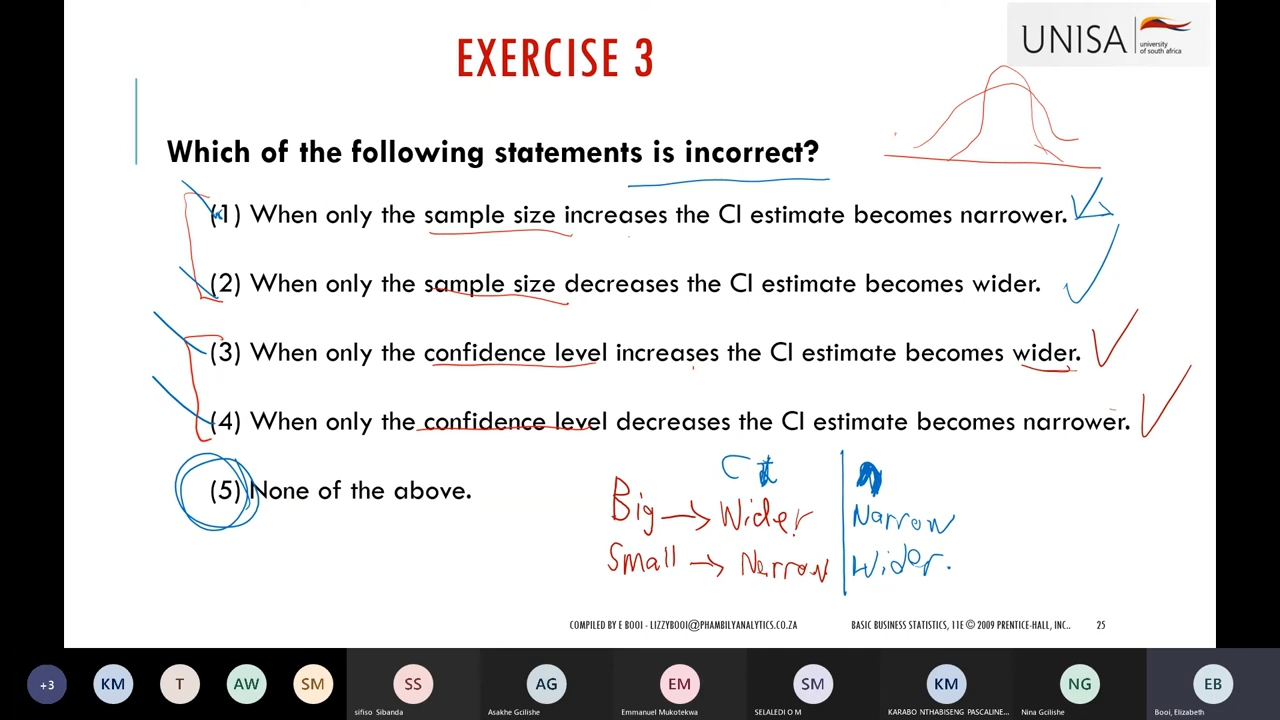 EXERCISE 3
UNISA
university
of south africa
Which of the following statements is incorrect?
(1) When only the sample size increases the CI estimate becomes narrower.
(2) When only the sample size decreases the CI estimate becomes wider.
(3) When only the confidence level increases the CI estimate becomes wider.
(4) When only the confidence level decreases the CI estimate becomes narrower.
(5) None of the above.
Big → Wider Narrow
Small → Narrow Wider.
COMPILED BY E BOOI - LIZZYBOOI@PHAMBILYANALYTICS.CO.ZA
BASIC BUSINESS STATISTICS, 11E © 2009 PRENTICE-HALL, INC..
25
+3 KM T AW SM SS AG EM SM KM NG EB
sifiso Sibanda
Asakhe Gcilishe
Emmanuel Mukotekwa
SELALEDI O M
KARABO NTHABISENG PASCALINE...
Nina Gcilishe
Booi, Elizabeth